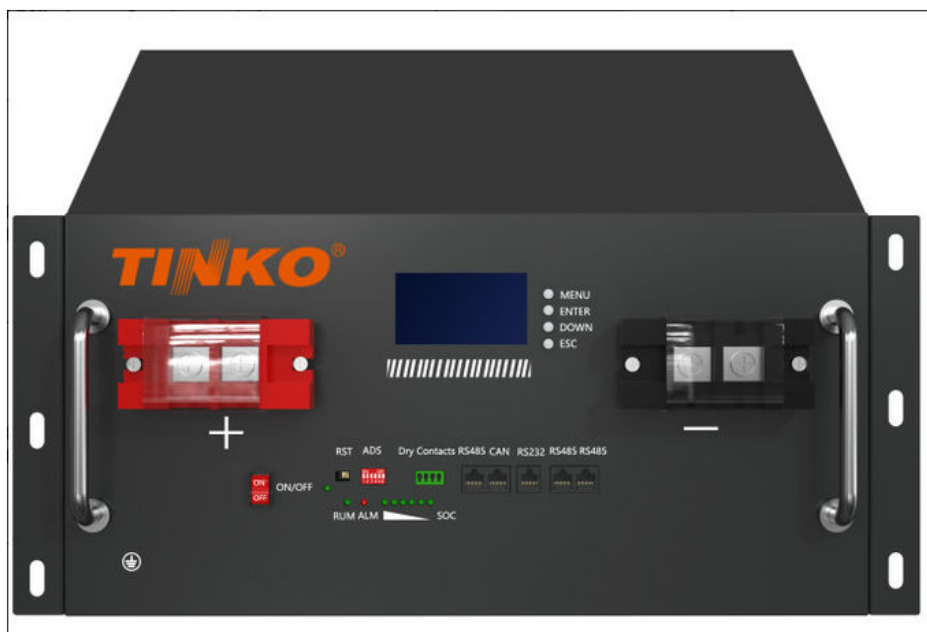 TINKO®
MENU
ENTER
DOWN
ESC
+
−
RST ADS Dry Contacts RS485 CAN RS232 RS485 RS485
ON
OFF
ON/OFF
RUM ALM SOC